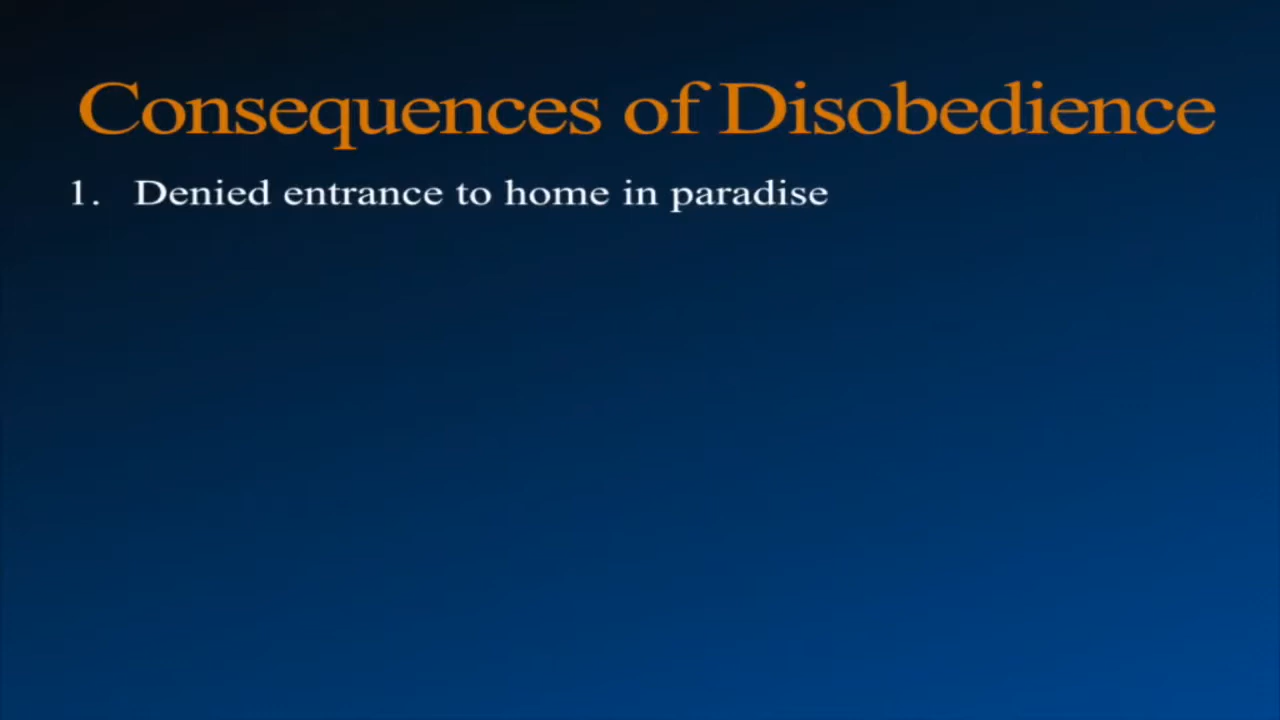 Consequences of Disobedience
1. Denied entrance to home in paradise